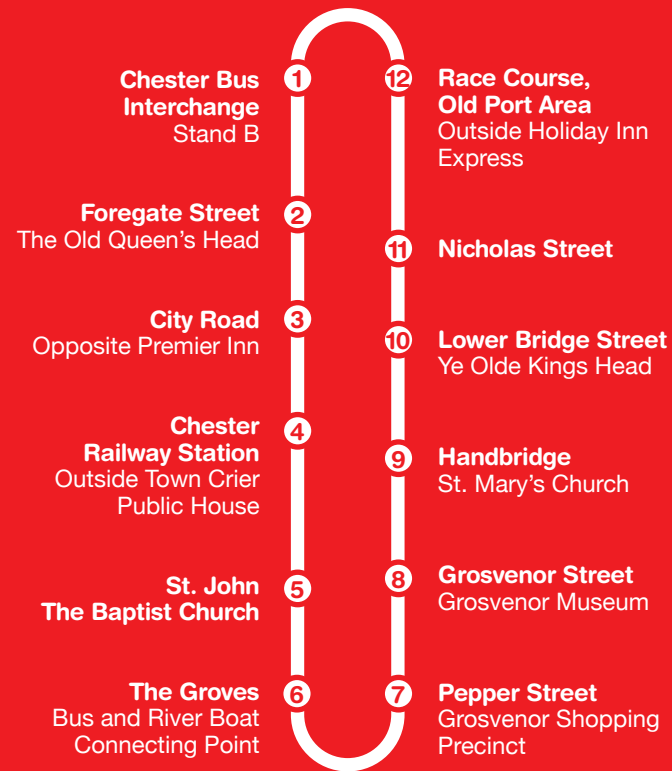 1
Chester Bus
Interchange
Stand B
2
Foregate Street
The Old Queen's Head
3
City Road
Opposite Premier Inn
4
Chester
Railway Station
Outside Town Crier
Public House
5
St. John
The Baptist Church
6
The Groves
Bus and River Boat
Connecting Point
7
Pepper Street
Grosvenor Shopping
Precinct
8
Grosvenor Street
Grosvenor Museum
9
Handbridge
St. Mary's Church
10
Lower Bridge Street
Ye Olde Kings Head
11
Nicholas Street
12
Race Course,
Old Port Area
Outside Holiday Inn
Express